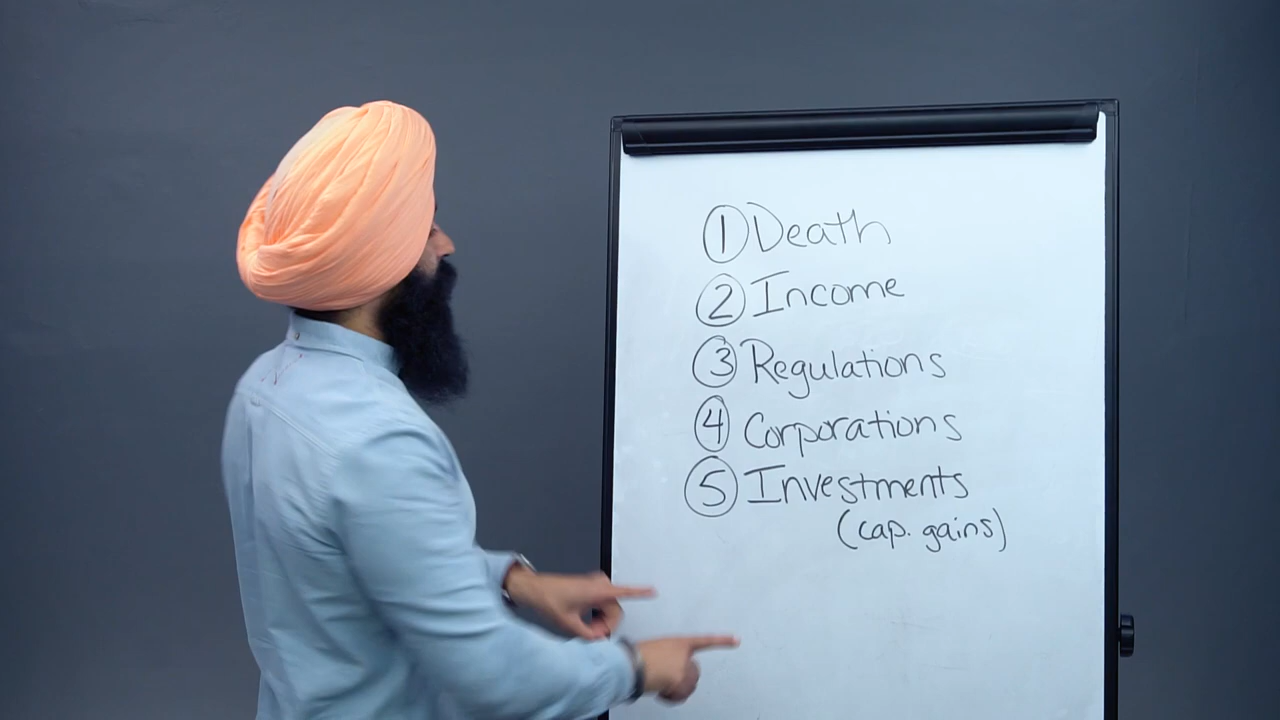 ① Death
② Income
③ Regulations
④ Corporations
⑤ Investments
(cap. gains)